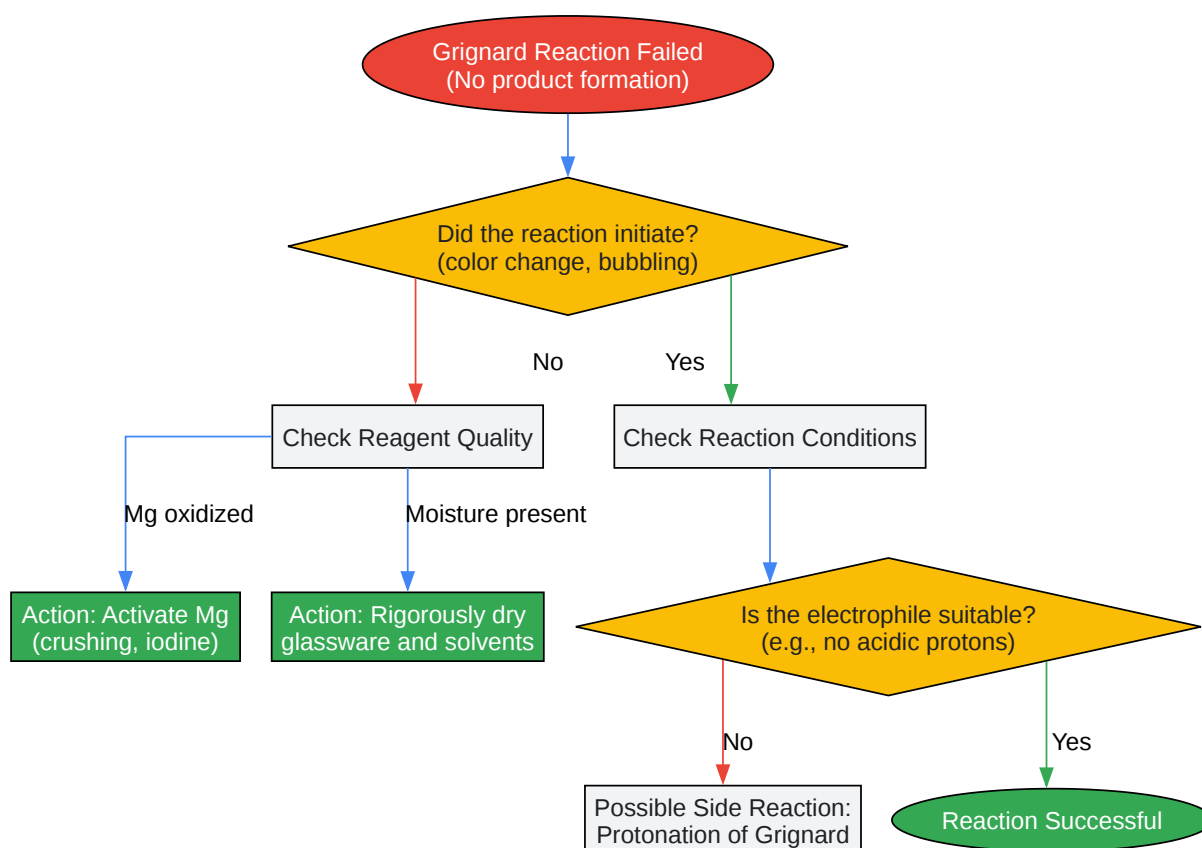 Grignard Reaction Failed
(No product formation)
Did the reaction initiate?
(color change, bubbling)
No
Yes
Check Reagent Quality
Check Reaction Conditions
Mg oxidized
Moisture present
Action: Activate Mg
(crushing, iodine)
Action: Rigorously dry
glassware and solvents
Is the electrophile suitable?
(e.g., no acidic protons)
No
Yes
Possible Side Reaction:
Protonation of Grignard
Reaction Successful